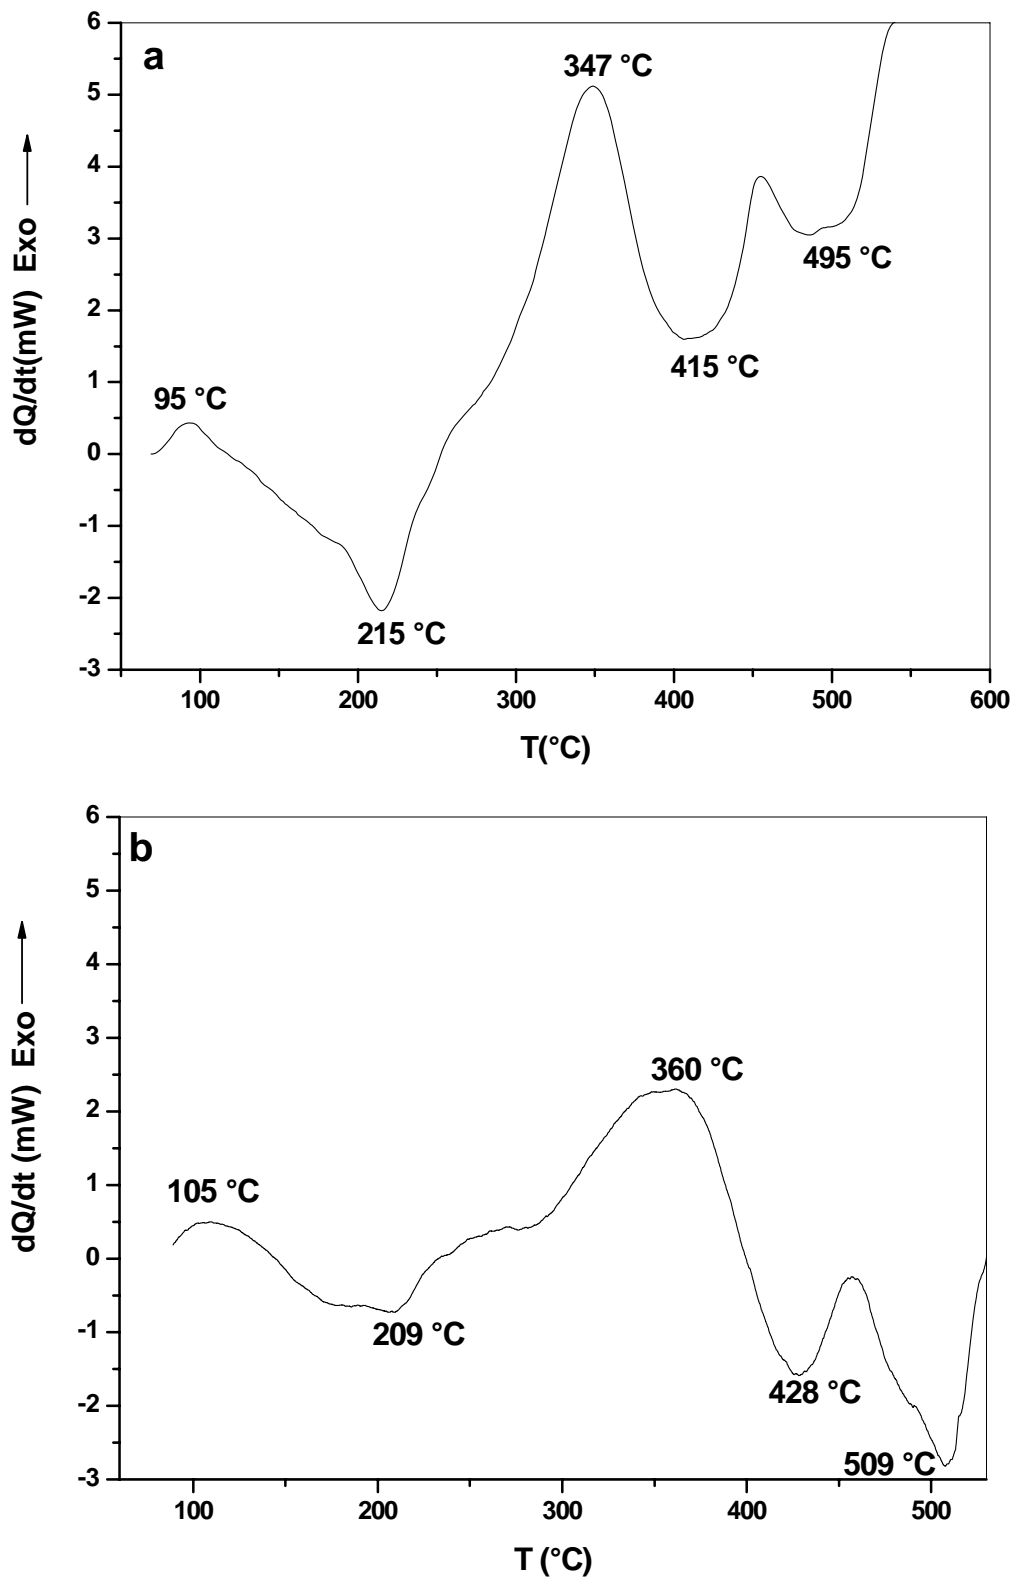 a
6
5
4
3
2
1
0
-1
-2
-3
dQ/dt(mW) Exo
347 °C
95 °C
415 °C
495 °C
215 °C
100 200 300 400 500 600
T(°C)
b
6
5
4
3
2
1
0
-1
-2
-3
dQ/dt (mW) Exo
360 °C
105 °C
209 °C
428 °C
509 °C
100 200 300 400 500
T (°C)